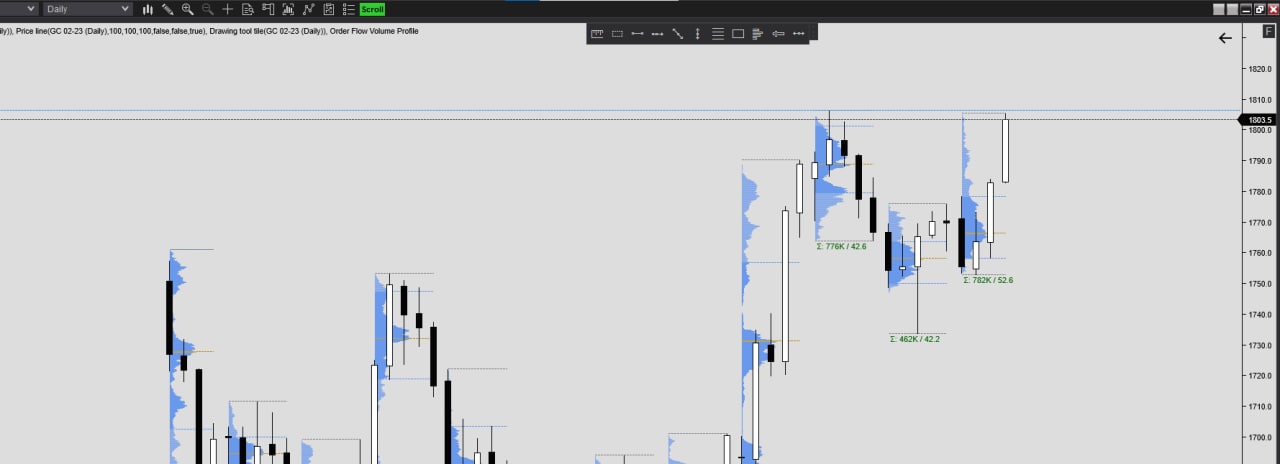 Daily
Scroll
ly)), Price line(GC 02-23 (Daily),100,100,100,false,false,true), Drawing tool tile(GC 02-23 (Daily)), Order Flow Volume Profile
F
1820.0
1810.0
1803.5
1800.0
1790.0
1780.0
1770.0
1760.0
1750.0
1740.0
1730.0
1720.0
1710.0
1700.0
Σ: 776K / 42.6
Σ: 782K / 52.6
Σ: 462K / 42.2